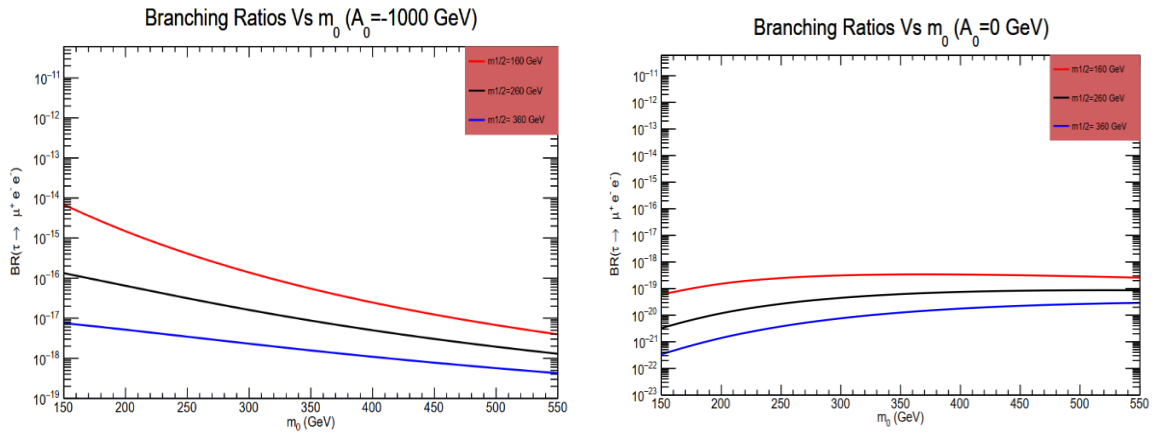 Branching Ratios Vs m₀ (A₀=-1000 GeV)
m1/2=160 GeV
m1/2=260 GeV
m1/2= 360 GeV
BR(τ → μ⁺ e⁻ e⁻)
10⁻¹¹
10⁻¹²
10⁻¹³
10⁻¹⁴
10⁻¹⁵
10⁻¹⁶
10⁻¹⁷
10⁻¹⁸
10⁻¹⁹
150 200 250 300 350 400 450 500 550
m₀ (GeV)
Branching Ratios Vs m₀ (A₀=0 GeV)
m1/2=160 GeV
m1/2=260 GeV
m1/2= 360 GeV
BR(τ → μ⁺ e⁻ e⁻)
10⁻¹¹
10⁻¹²
10⁻¹³
10⁻¹⁴
10⁻¹⁵
10⁻¹⁶
10⁻¹⁷
10⁻¹⁸
10⁻¹⁹
10⁻²⁰
10⁻²¹
10⁻²²
10⁻²³
150 200 250 300 350 400 450 500 550
m₀ (GeV)